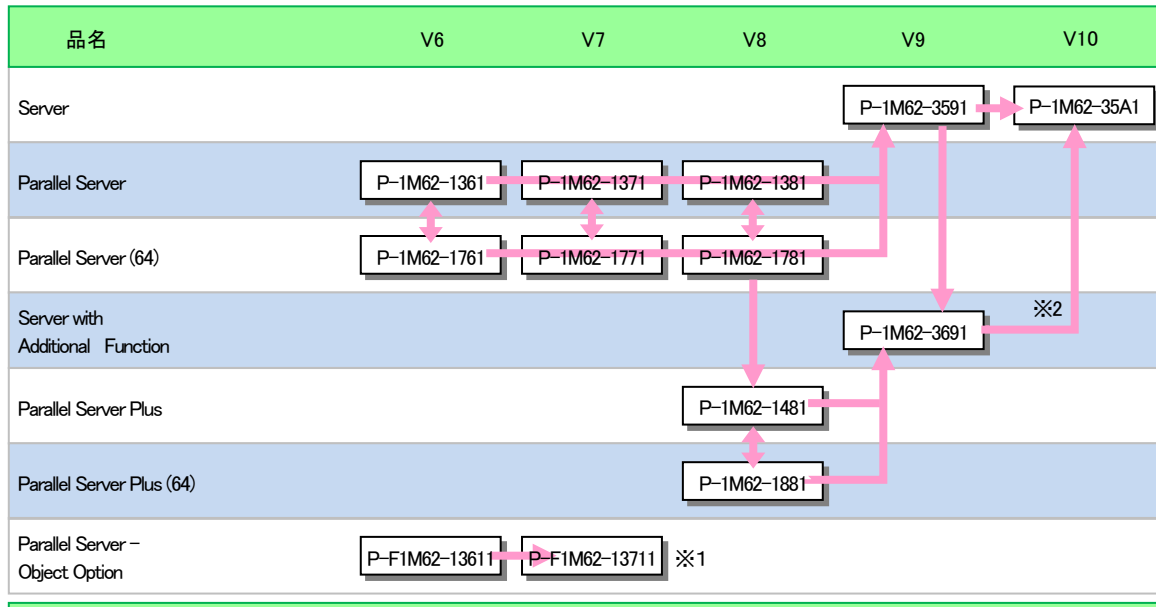 品名 V6 V7 V8 V9 V10
Server P-1M62-3591 P-1M62-35A1
Parallel Server P-1M62-1361 P-1M62-1371 P-1M62-1381
Parallel Server (64) P-1M62-1761 P-1M62-1771 P-1M62-1781
Server with
Additional Function P-1M62-3691 ※2
Parallel Server Plus P-1M62-1481
Parallel Server Plus (64) P-1M62-1881
Parallel Server -
Object Option P-F1M62-13611 P-F1M62-13711 ※1